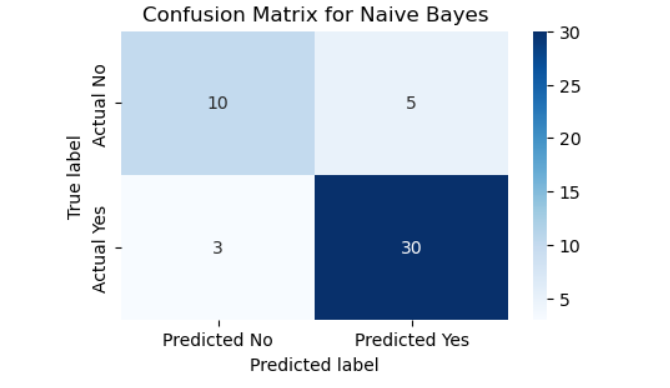 Confusion Matrix for Naive Bayes
True label
Actual No
Actual Yes
10
5
3
30
Predicted No
Predicted Yes
Predicted label
30
25
20
15
10
5